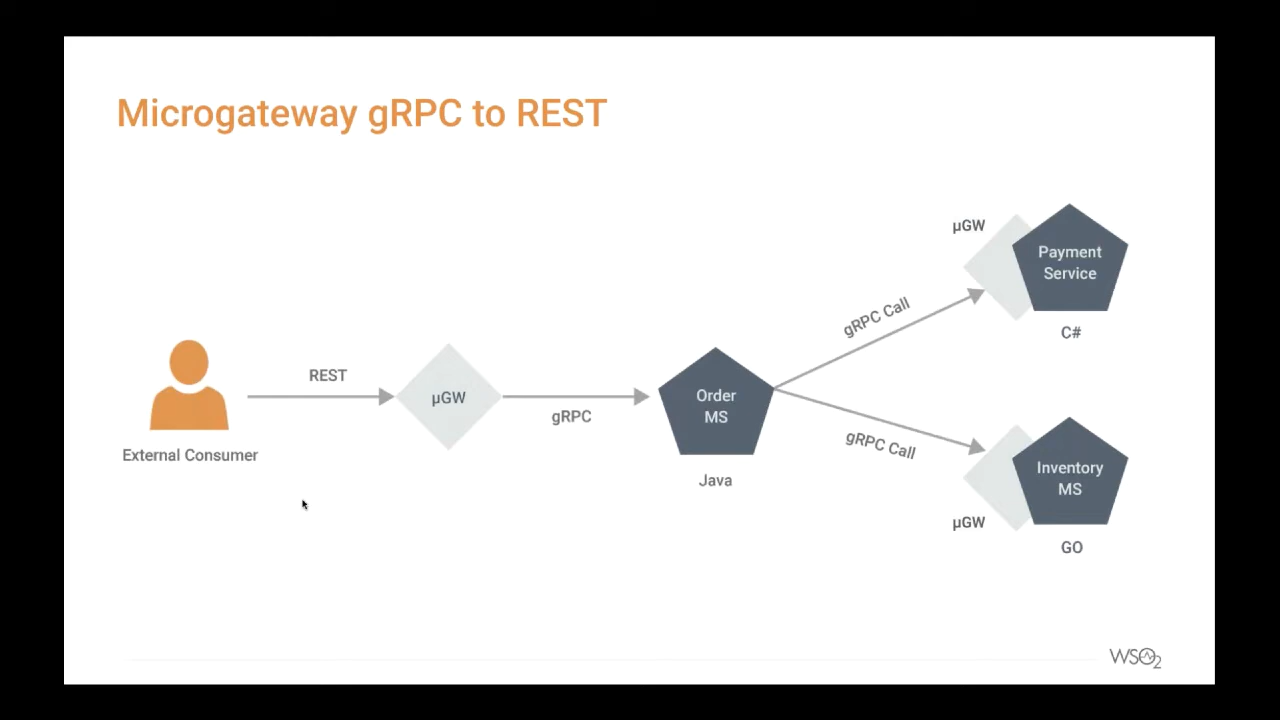 Microgateway gRPC to REST
µGW
Payment
Service
gRPC Call
C#
REST
µGW
Order
MS
gRPC
gRPC Call
External Consumer
Java
Inventory
MS
µGW
GO
WSO2